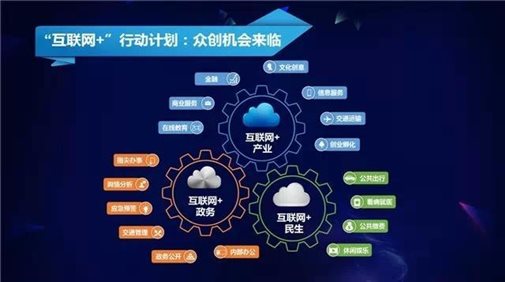 “互联网+”行动计划：众创机会来临
文化创意
金融
信息服务
商业服务
交通运输
在线教育
创业孵化
互联网+
产业
指尖办事
舆情分析
应急预警
交通管理
政务公开
内部办公
互联网+
政务
公共出行
看病就医
公共缴费
休闲娱乐
互联网+
民生